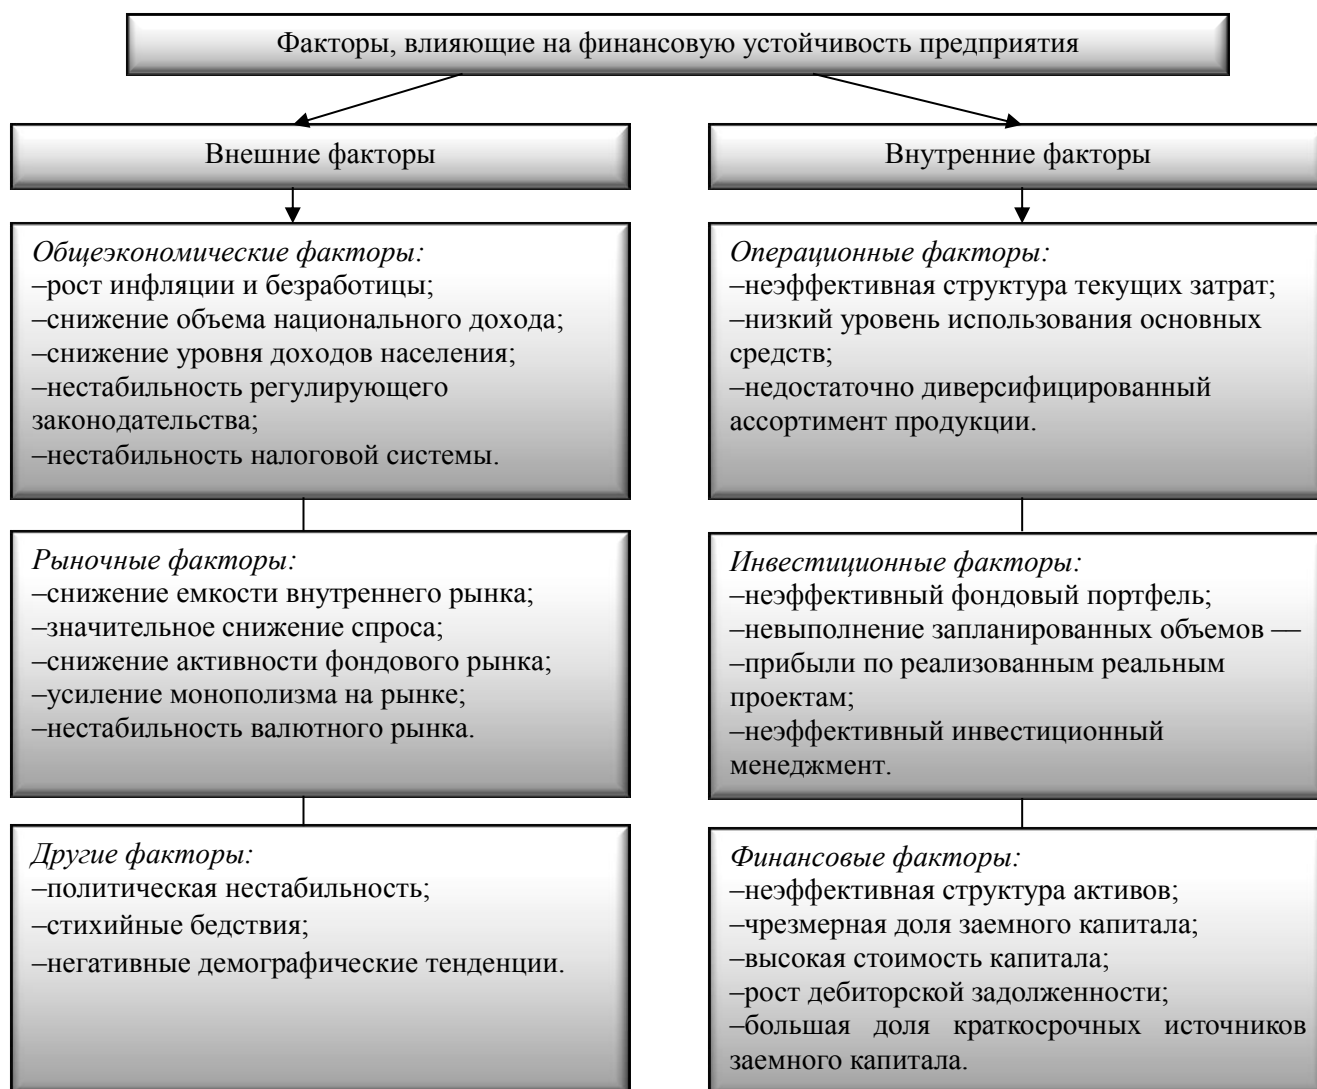 Факторы, влияющие на финансовую устойчивость предприятия
Внешние факторы
Общеэкономические факторы:
–рост инфляции и безработицы;
–снижение объема национального дохода;
–снижение уровня доходов населения;
–нестабильность регулирующего
законодательства;
–нестабильность налоговой системы.
Рыночные факторы:
–снижение емкости внутреннего рынка;
–значительное снижение спроса;
–снижение активности фондового рынка;
–усиление монополизма на рынке;
–нестабильность валютного рынка.
Другие факторы:
–политическая нестабильность;
–стихийные бедствия;
–негативные демографические тенденции.
Внутренние факторы
Операционные факторы:
–неэффективная структура текущих затрат;
–низкий уровень использования основных
средств;
–недостаточно диверсифицированный
ассортимент продукции.
Инвестиционные факторы:
–неэффективный фондовый портфель;
–невыполнение запланированных объемов –––
–прибыли по реализованным реальным
проектам;
–неэффективный инвестиционный
менеджмент.
Финансовые факторы:
–неэффективная структура активов;
–чрезмерная доля заемного капитала;
–высокая стоимость капитала;
–рост дебиторской задолженности;
–большая доля краткосрочных источников
заемного капитала.